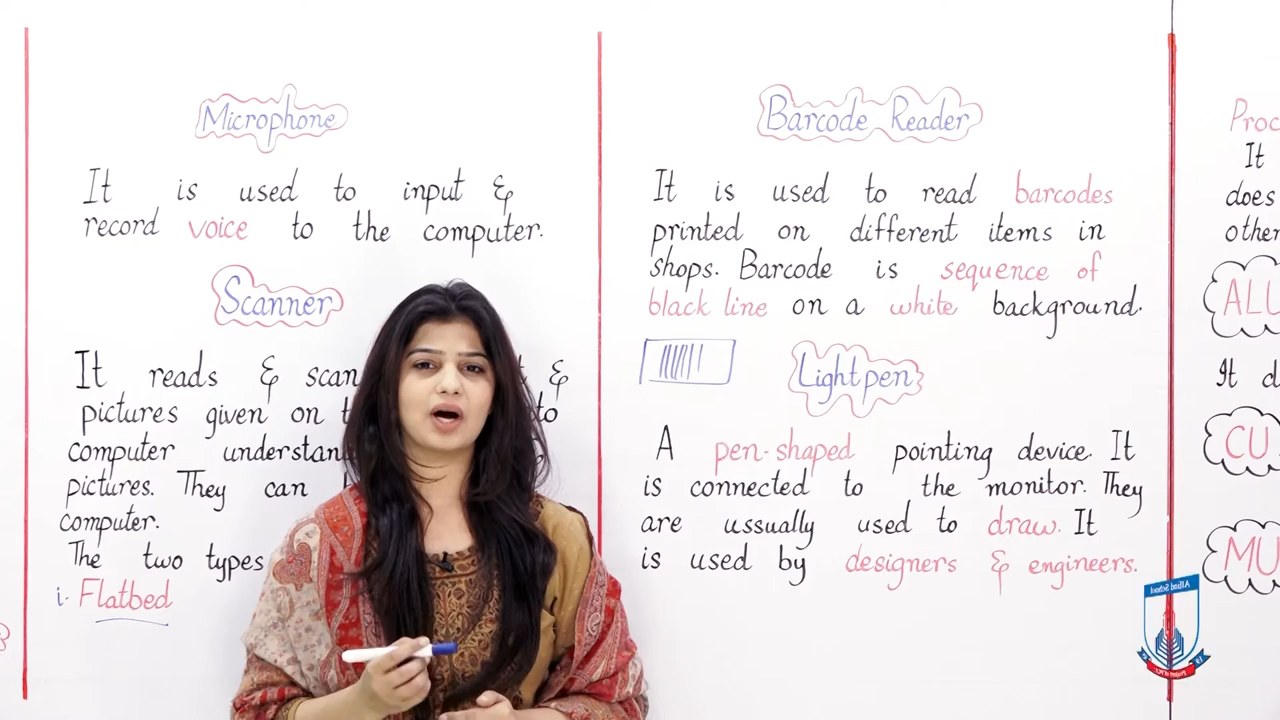 Microphone
It is used to input &
record voice to the computer.
Scanner
It reads & scan &
pictures given on to
computer understan
pictures. They can
computer.
The two types
i. Flatbed
Barcode Reader
It is used to read barcodes
printed on different items in
shops. Barcode is sequence of
black line on a white background.
Lightpen
A pen-shaped pointing device. It
is connected to the monitor. They
are ussually used to draw. It
is used by designers & engineers.
Proc
It
does
other
ALU
It d
CU
MU
Allied School